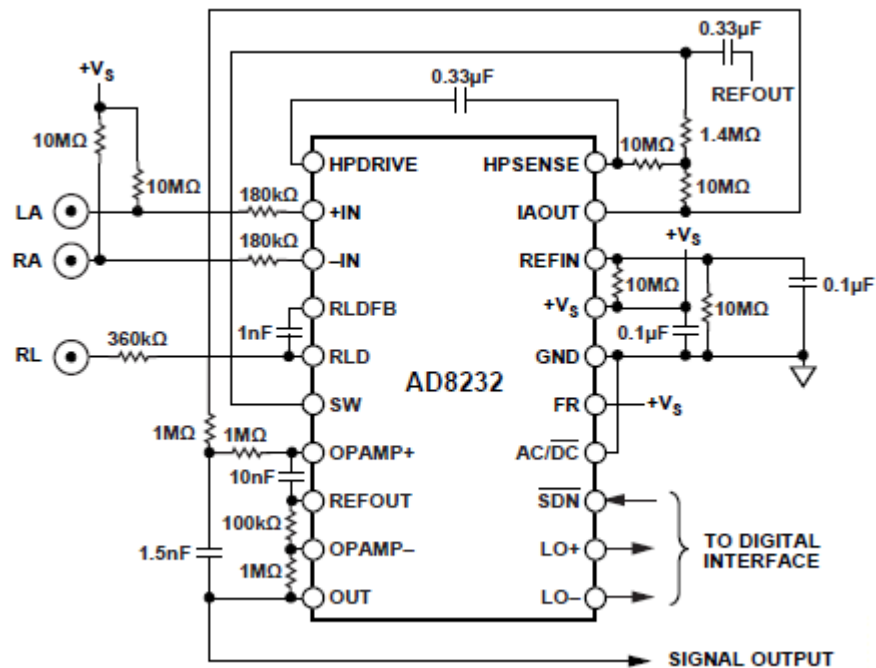 0.33µF
+VS
0.33µF
REFOUT
10MΩ
10MΩ
1.4MΩ
10MΩ
HPDRIVE
HPSENSE
10MΩ
LA
180kΩ
+IN
IAOUT
+VS
RA
180kΩ
–IN
REFIN
10MΩ
0.1µF
RLDFB
+VS
10MΩ
1nF
0.1µF
360kΩ
RL
RLD
GND
AD8232
SW
FR
+VS
1MΩ
1MΩ
OPAMP+
AC/DC
10nF
REFOUT
SDN
100kΩ
1.5nF
OPAMP–
LO+
TO DIGITAL
INTERFACE
1MΩ
OUT
LO–
SIGNAL OUTPUT